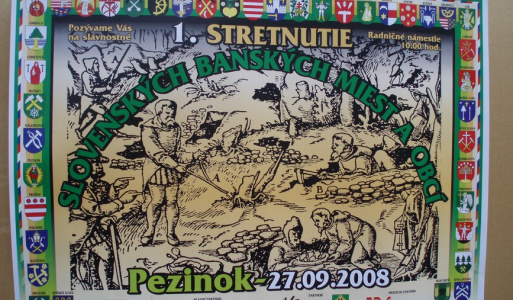 Pozývame Vás
na slávnostné
1. STRETNUTIE
Radničné námestie
10.00 hod.
SLOVENSKÝCH BANSKÝCH MIEST A OBCÍ
A
B
Pezinok-27.09.2008